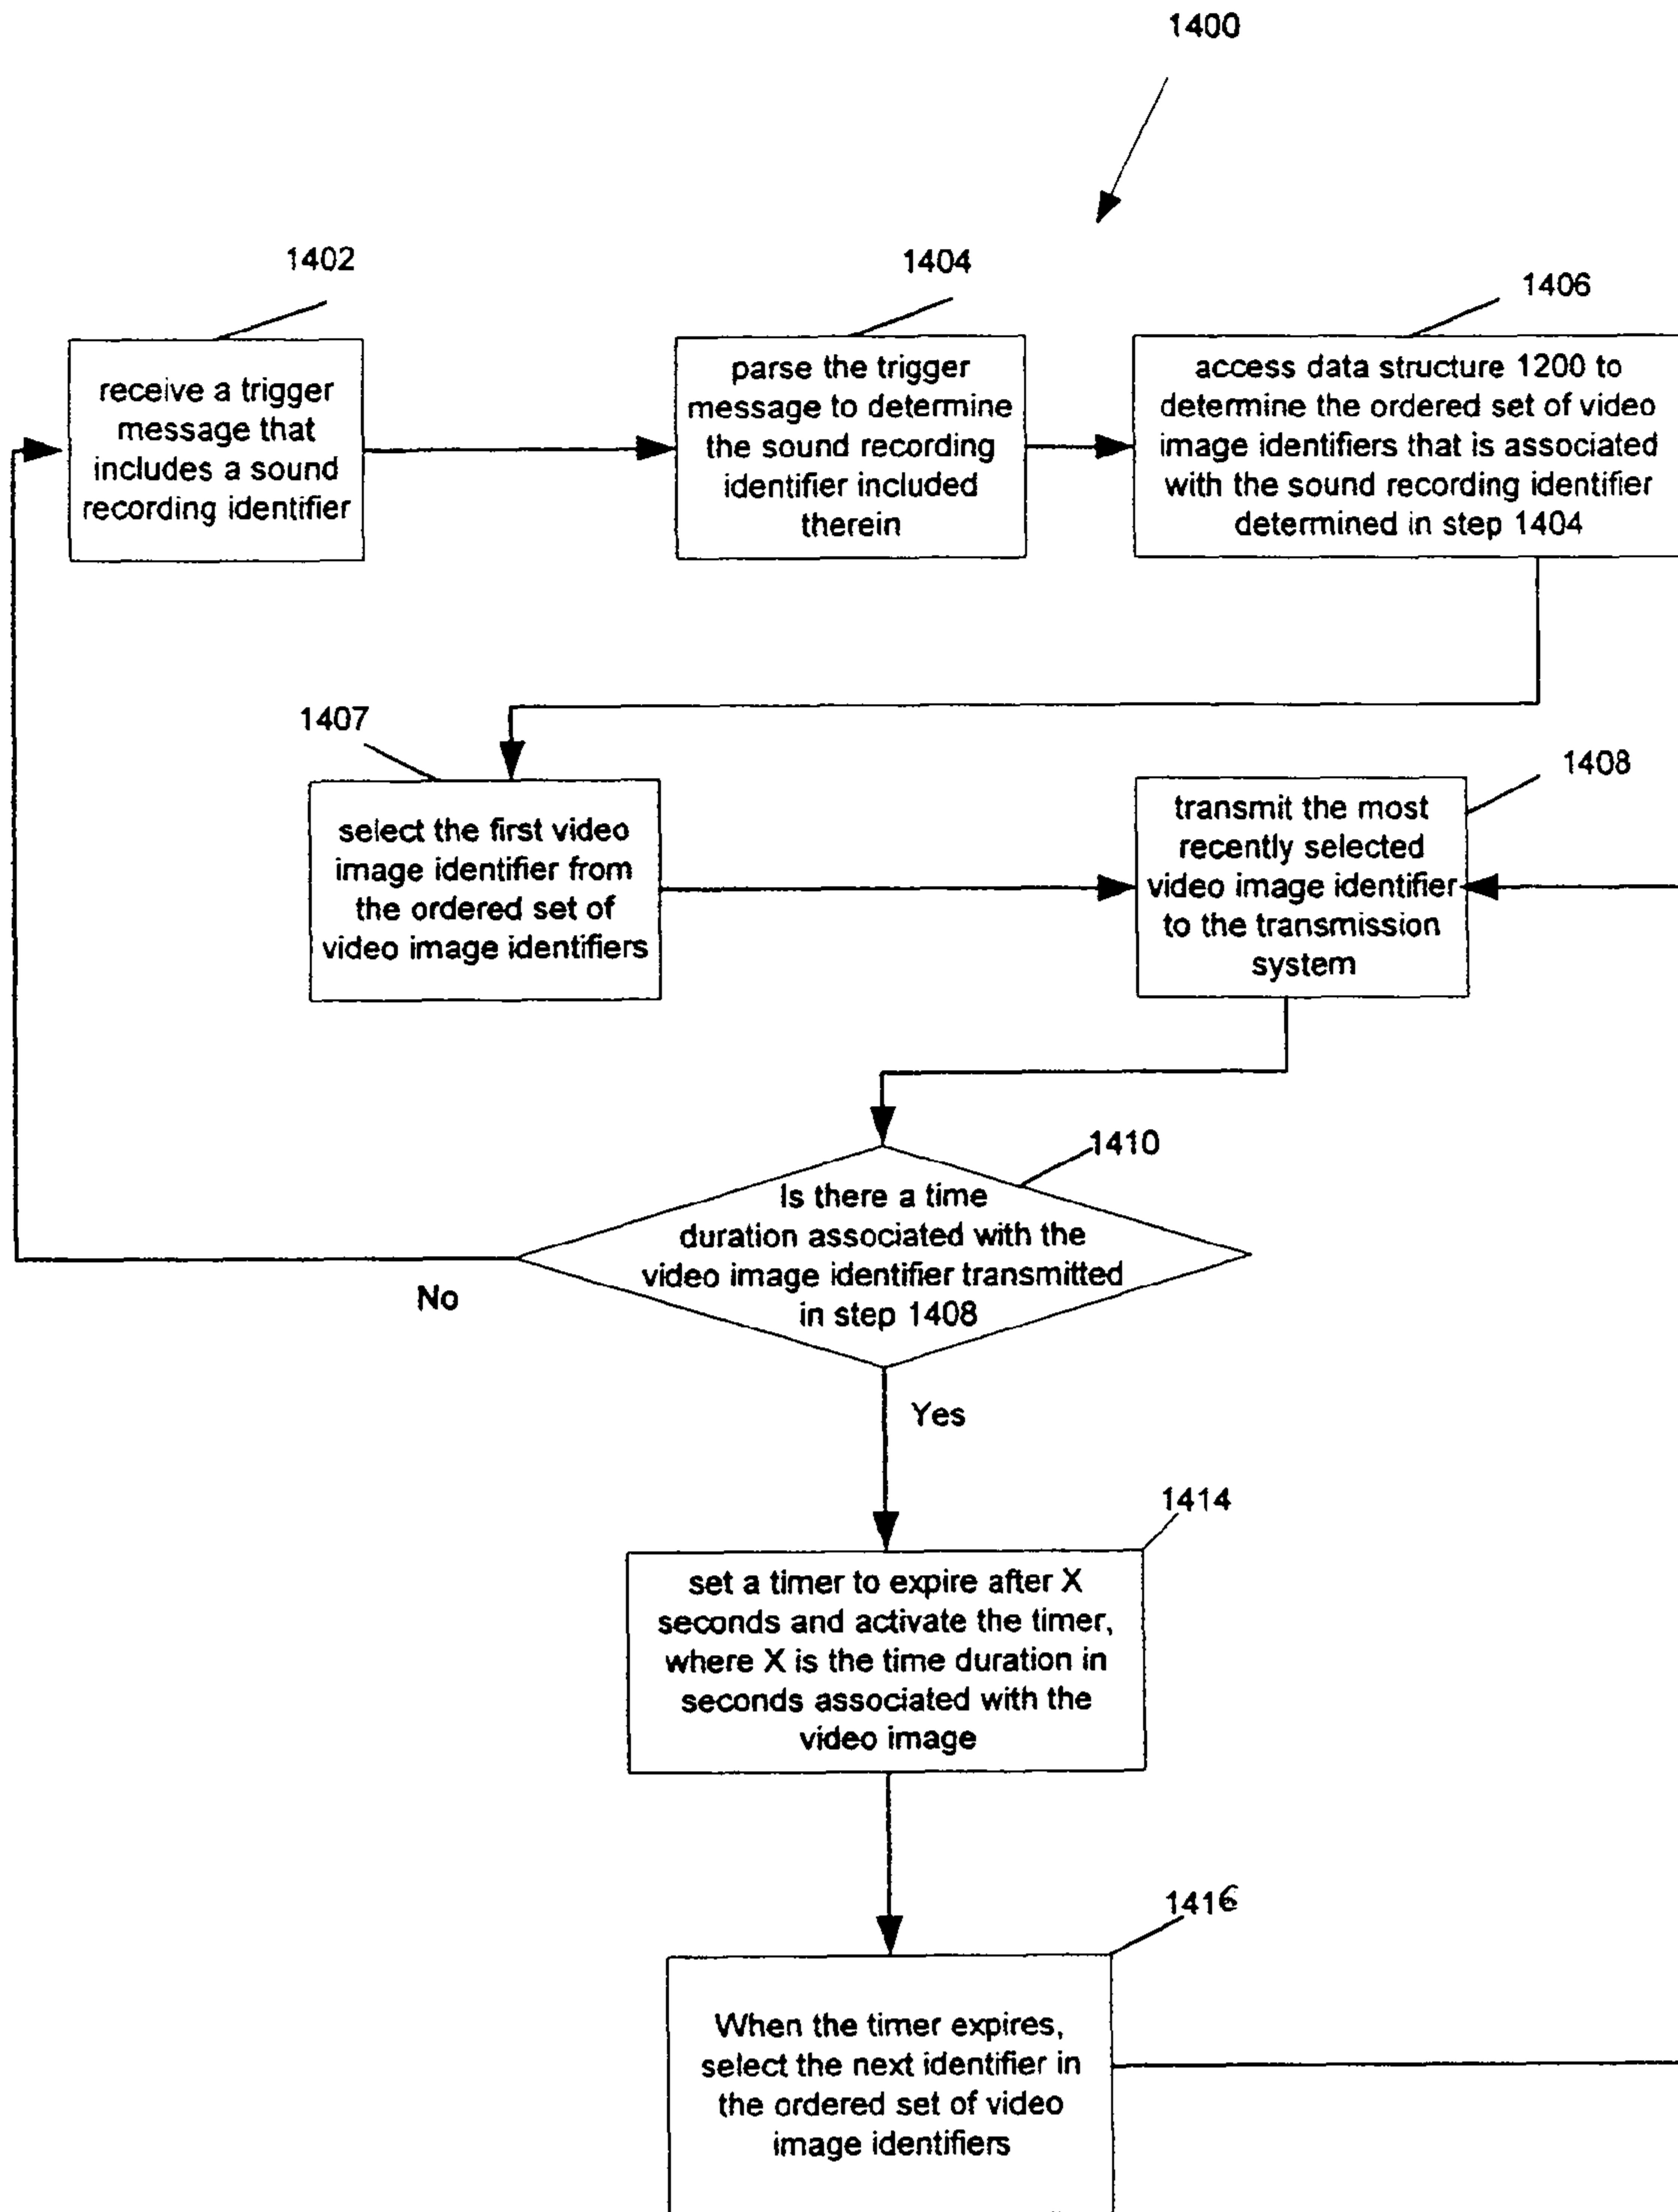 1400
1402
receive a trigger
message that
includes a sound
recording identifier
1404
parse the trigger
message to determine
the sound recording
identifier included
therein
1406
access data structure 1200 to
determine the ordered set of video
image identifiers that is associated
with the sound recording identifier
determined in step 1404
1407
select the first video
image identifier from
the ordered set of
video image identifiers
1408
transmit the most
recently selected
video image identifier
to the transmission
system
1410
Is there a time
duration associated with the
video image identifier transmitted
in step 1408
No
Yes
1414
set a timer to expire after X
seconds and activate the timer,
where X is the time duration in
seconds associated with the
video image
1416
When the timer expires,
select the next identifier in
the ordered set of video
image identifiers